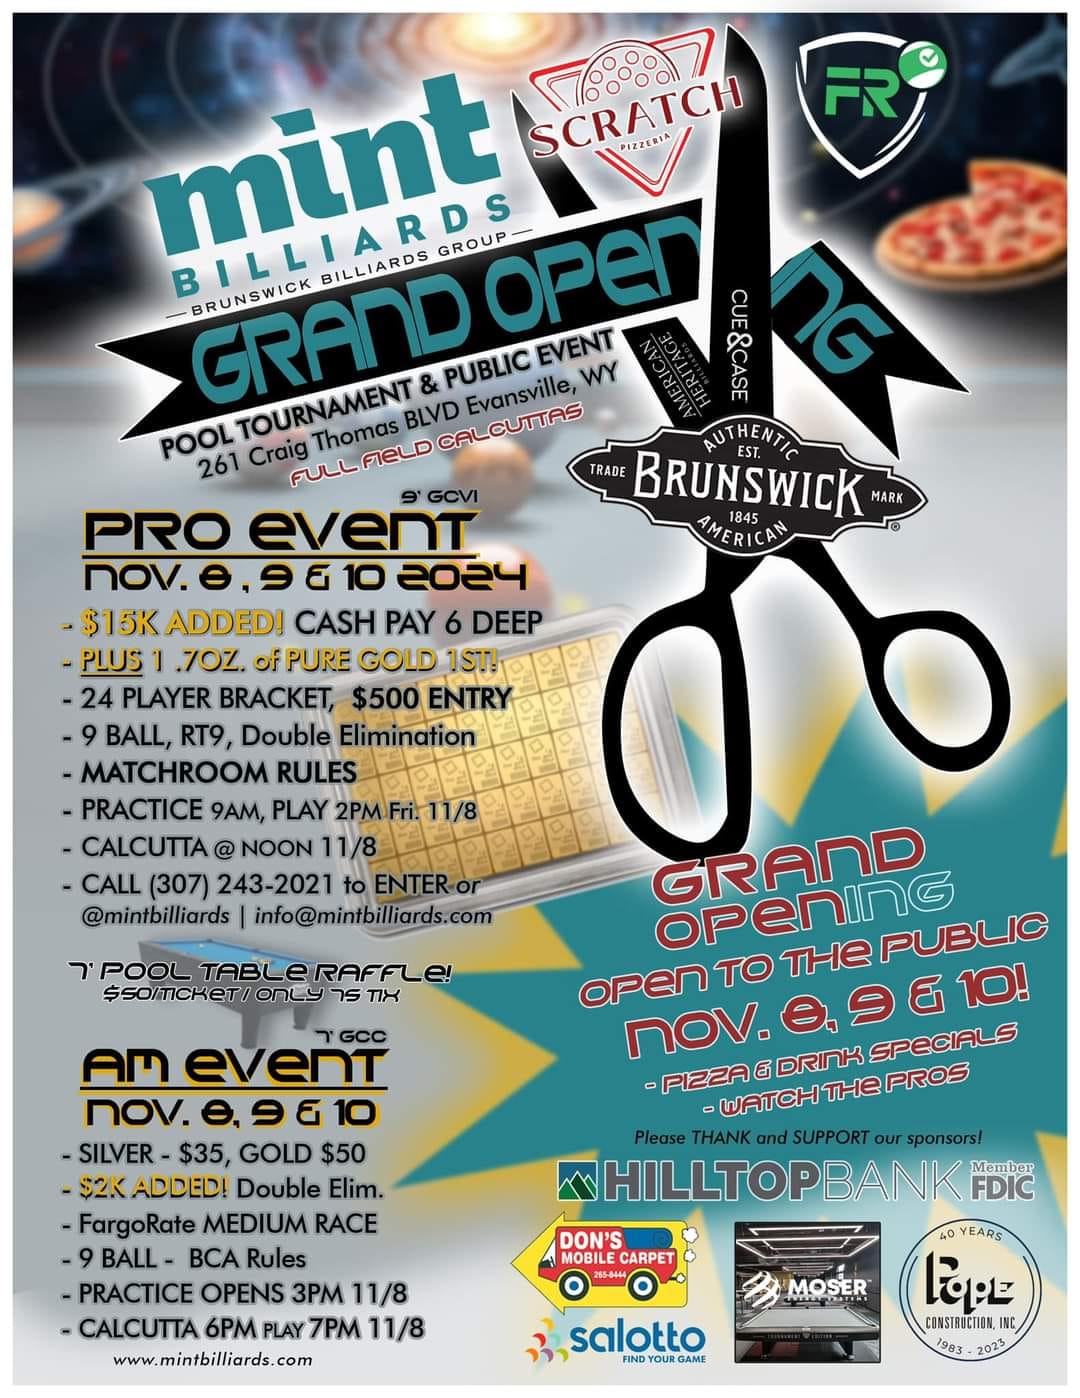 mint
BILLIARDS
BRUNSWICK BILLIARDS GROUP
SCRATCH
PIZZERIA
FR
GRAND OPENING
POOL TOURNAMENT & PUBLIC EVENT
261 Craig Thomas BLVD Evansville, WY
FULL FIELD CALCUTTAS
AMERICAN
HERITAGE
BILLIARDS
CUE&CASE
AUTHENTIC
EST.
TRADE BRUNSWICK MARK
1845
AMERICAN
®
9' GCVI
PRO EVENT
NOV. 8, 9 & 10 2024
- $15K ADDED! CASH PAY 6 DEEP
- PLUS 1 .7OZ. of PURE GOLD 1ST!
- 24 PLAYER BRACKET, $500 ENTRY
- 9 BALL, RT9, Double Elimination
- MATCHROOM RULES
- PRACTICE 9AM, PLAY 2PM Fri. 11/8
- CALCUTTA @ NOON 11/8
- CALL (307) 243-2021 to ENTER or
@mintbilliards | info@mintbilliards.com
7' POOL TABLE RAFFLE!
$50/TICKET/ ONLY 75 TIX
7' GCC
AM EVENT
NOV. 8, 9 & 10
- SILVER - $35, GOLD $50
- $2K ADDED! Double Elim.
- FargoRate MEDIUM RACE
- 9 BALL - BCA Rules
- PRACTICE OPENS 3PM 11/8
- CALCUTTA 6PM PLAY 7PM 11/8
www.mintbilliards.com
GRAND
OPENING
OPEN TO THE PUBLIC
NOV. 8, 9 & 10!
- PIZZA & DRINK SPECIALS
- WATCH THE PROS
Please THANK and SUPPORT our sponsors!
HILLTOPBANK Member FDIC
DON'S
MOBILE CARPET
265-8444
salotto
FIND YOUR GAME
MOSER
ENERGY SYSTEMS
TOURNAMENT EDITION
40 YEARS
Pope
CONSTRUCTION, INC.
1983 - 2023